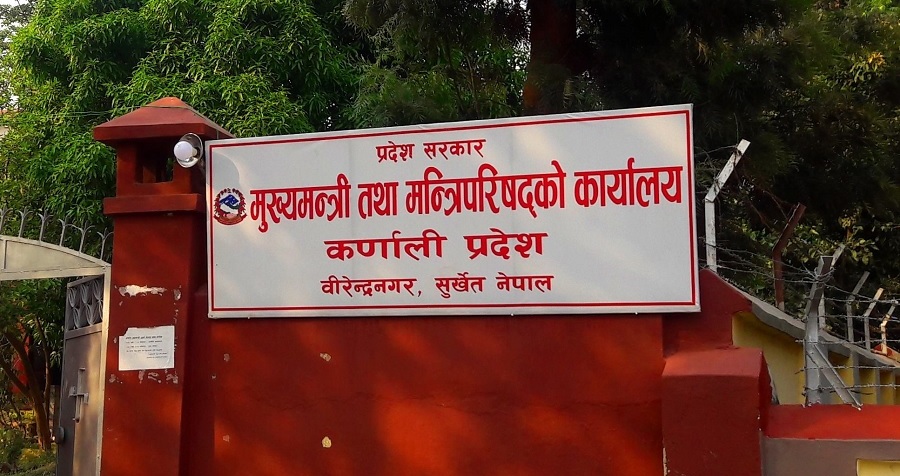 प्रदेश सरकार
मुख्यमन्त्री तथा मन्त्रिपरिषद्को कार्यालय
कर्णाली प्रदेश
वीरेन्द्रनगर, सुर्खेत नेपाल